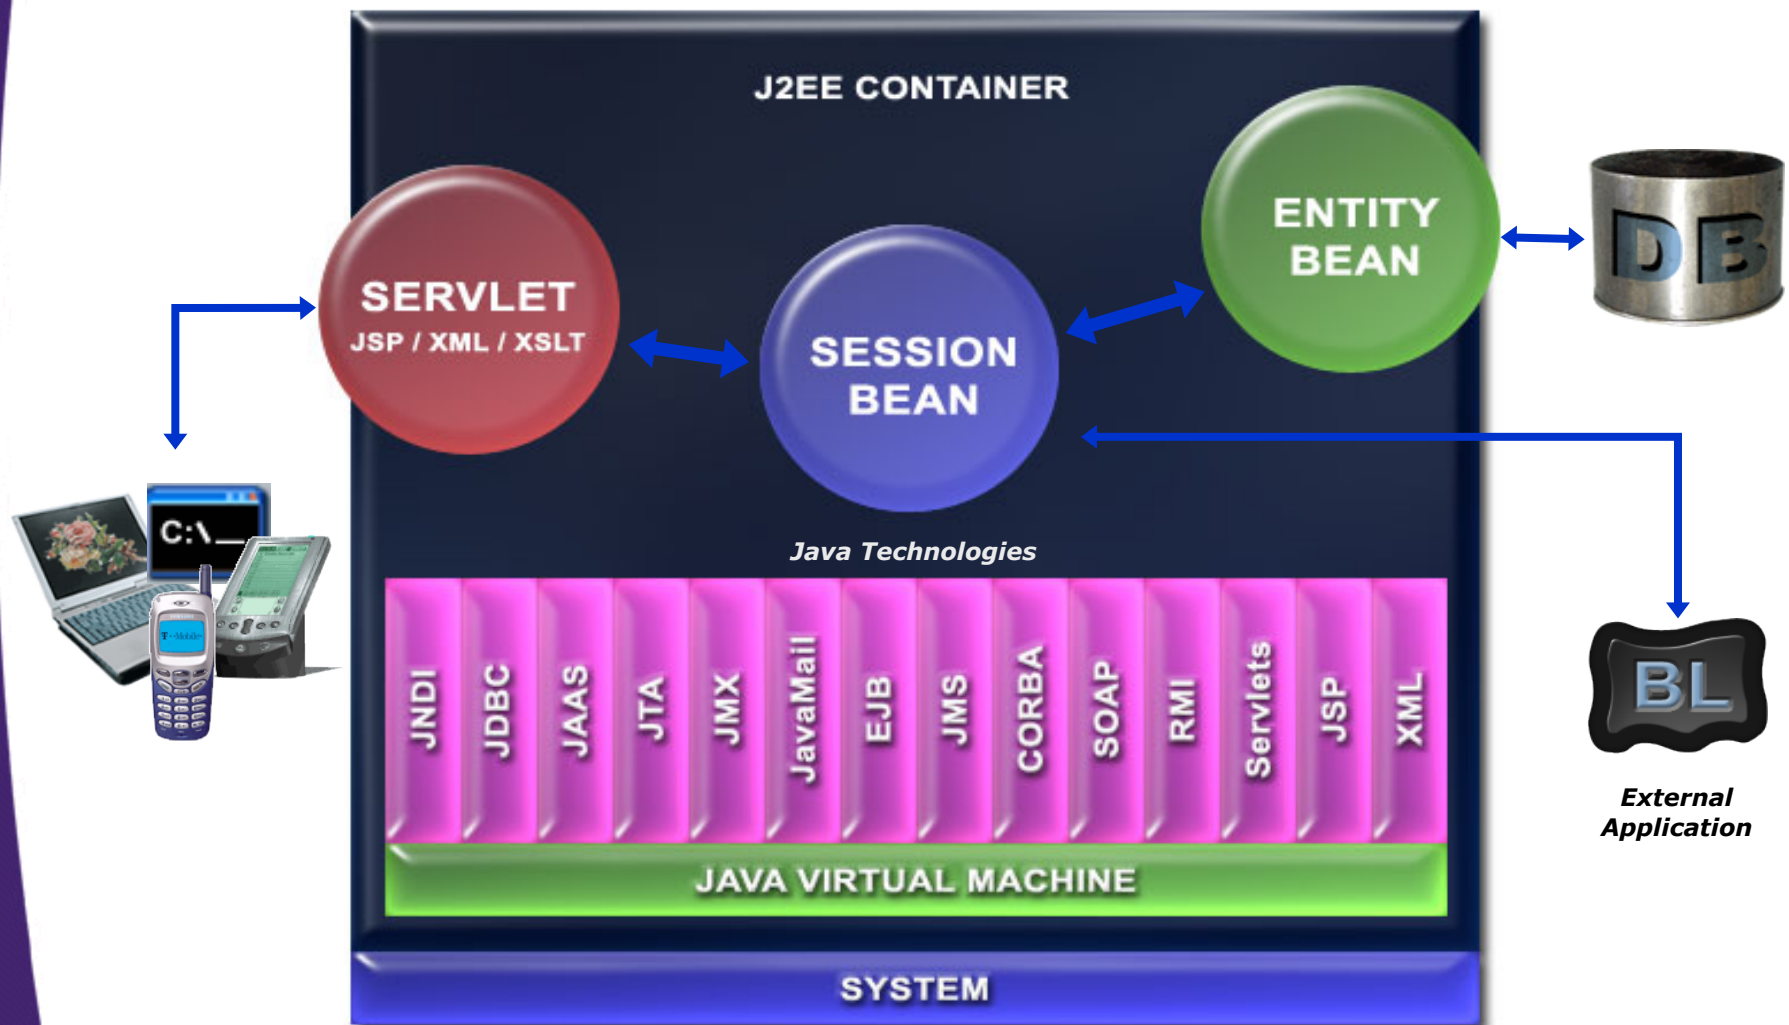 J2EE CONTAINER
SERVLET
JSP / XML / XSLT
SESSION
BEAN
ENTITY
BEAN
DB
C:\_
T··Mobile·
Java Technologies
JNDI
JDBC
JAAS
JTA
JMX
JavaMail
EJB
JMS
CORBA
SOAP
RMI
Servlets
JSP
XML
JAVA VIRTUAL MACHINE
SYSTEM
BL
External
Application